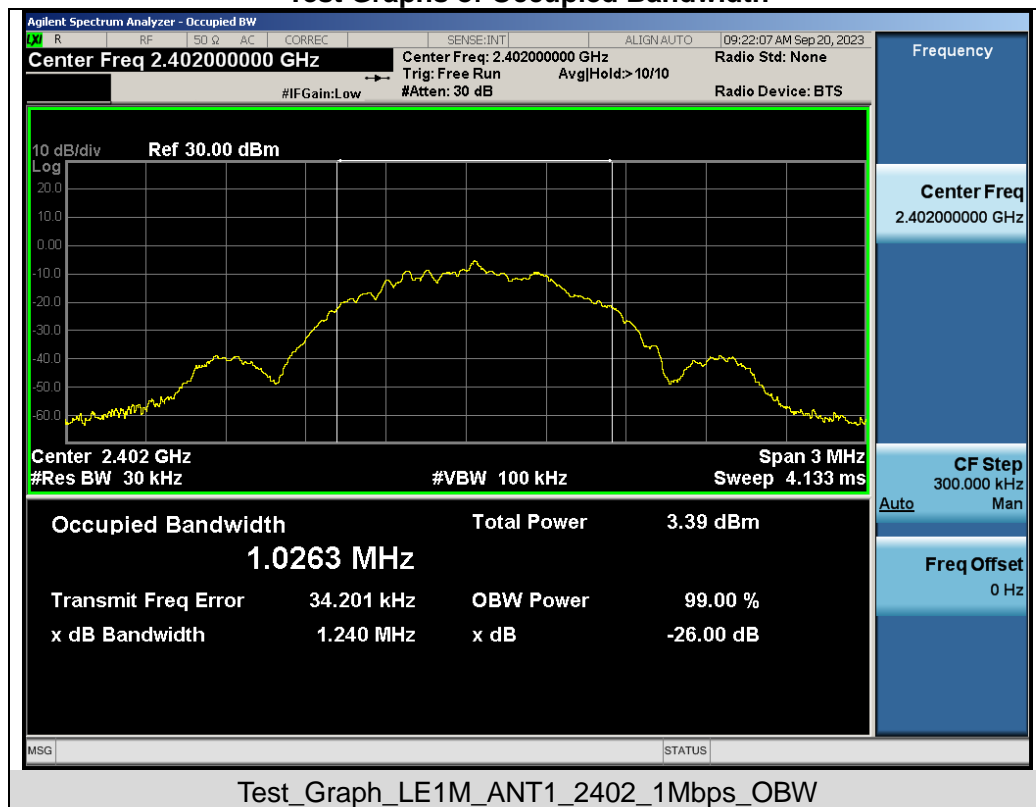 Test Graphs of Occupied Bandwidth
Agilent Spectrum Analyzer - Occupied BW
LXI R RF 50 Ω AC CORREC SENSE:INT ALIGN AUTO 09:22:07 AM Sep 20, 2023
Center Freq 2.402000000 GHz
Center Freq: 2.402000000 GHz
Radio Std: None
Trig: Free Run Avg|Hold:>10/10
#IFGain:Low #Atten: 30 dB Radio Device: BTS
10 dB/div Ref 30.00 dBm
Log
20.0
10.0
0.00
-10.0
-20.0
-30.0
-40.0
-50.0
-60.0
Center 2.402 GHz Span 3 MHz
#Res BW 30 kHz #VBW 100 kHz Sweep 4.133 ms
Occupied Bandwidth Total Power 3.39 dBm
1.0263 MHz
Transmit Freq Error 34.201 kHz OBW Power 99.00 %
x dB Bandwidth 1.240 MHz x dB -26.00 dB
Frequency
Center Freq
2.402000000 GHz
CF Step
300.000 kHz
Auto Man
Freq Offset
0 Hz
MSG STATUS
Test_Graph_LE1M_ANT1_2402_1Mbps_OBW